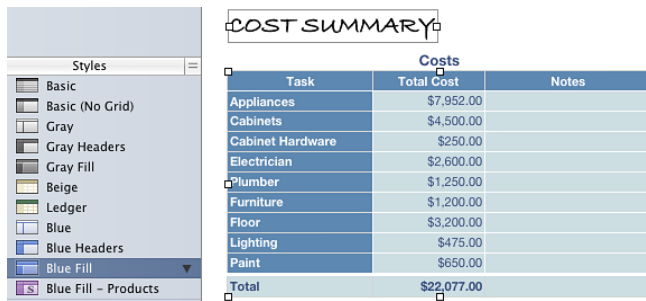 COST SUMMARY
Styles
Basic
Basic (No Grid)
Gray
Gray Headers
Gray Fill
Beige
Ledger
Blue
Blue Headers
Blue Fill
Blue Fill – Products
Costs
Task Total Cost Notes
Appliances $7,952.00
Cabinets $4,500.00
Cabinet Hardware $250.00
Electrician $2,600.00
Plumber $1,250.00
Furniture $1,200.00
Floor $3,200.00
Lighting $475.00
Paint $650.00
Total $22,077.00